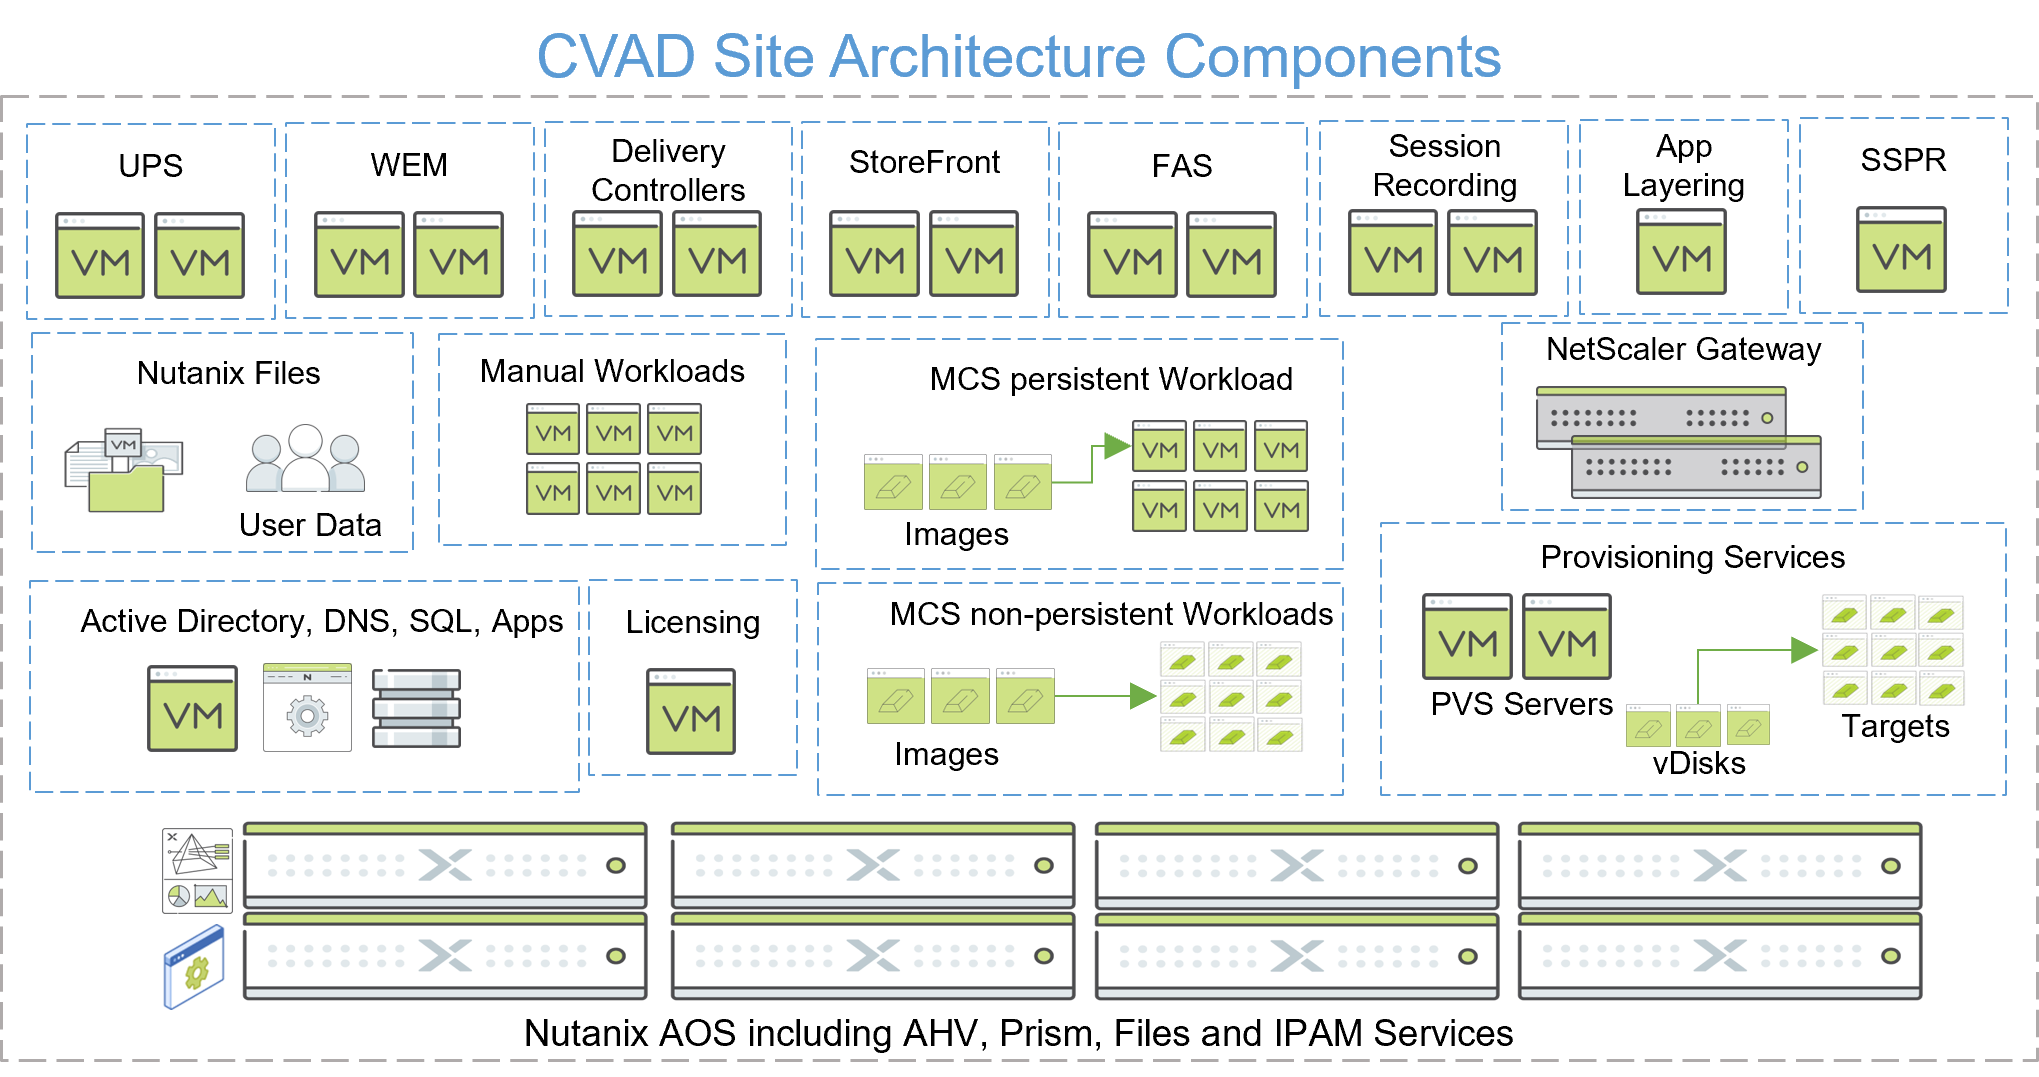 CVAD Site Architecture Components
UPS
VM VM
WEM
VM VM
Delivery
Controllers
VM VM
StoreFront
VM VM
FAS
VM VM
Session
Recording
VM VM
App
Layering
VM
SSPR
VM
Nutanix Files
VM
User Data
Manual Workloads
VM VM VM
VM VM VM
MCS persistent Workload
VM VM VM
VM VM VM
Images
NetScaler Gateway
Active Directory, DNS, SQL, Apps
VM
N
Licensing
VM
MCS non-persistent Workloads
Images
Provisioning Services
VM VM
PVS Servers
vDisks
Targets
X
X X X X
X X X X
Nutanix AOS including AHV, Prism, Files and IPAM Services